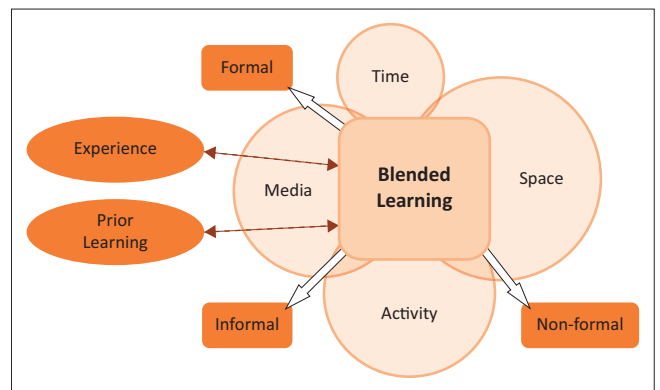 Formal
Time
Experience
Media
Blended
Learning
Space
Prior
Learning
Informal
Activity
Non-formal